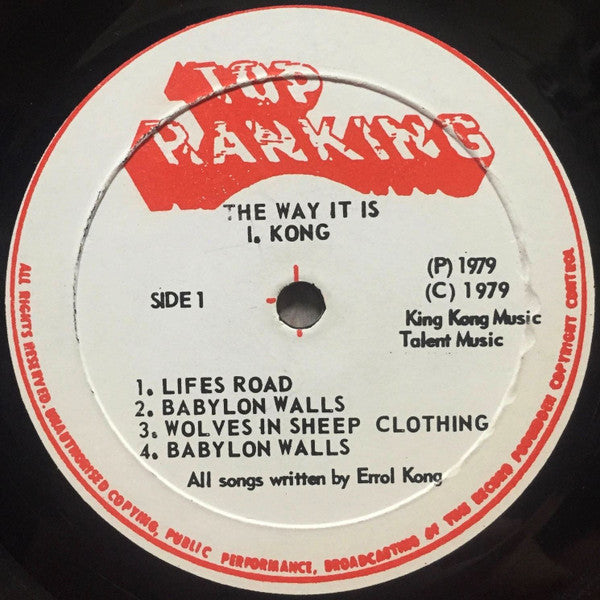 TOP
RANKING
THE WAY IT IS
I. KONG
(P) 1979
SIDE 1
(C) 1979
King Kong Music
Talent Music
1. LIFES ROAD
2. BABYLON WALLS
3. WOLVES IN SHEEP CLOTHING
4. BABYLON WALLS
All songs written by Errol Kong
ALL RIGHTS RESERVED. UNAUTHORISED COPYING, PUBLIC PERFORMANCE, BROADCASTING OF THE RECORD FORBIDDEN COPYRIGHT CONTROL